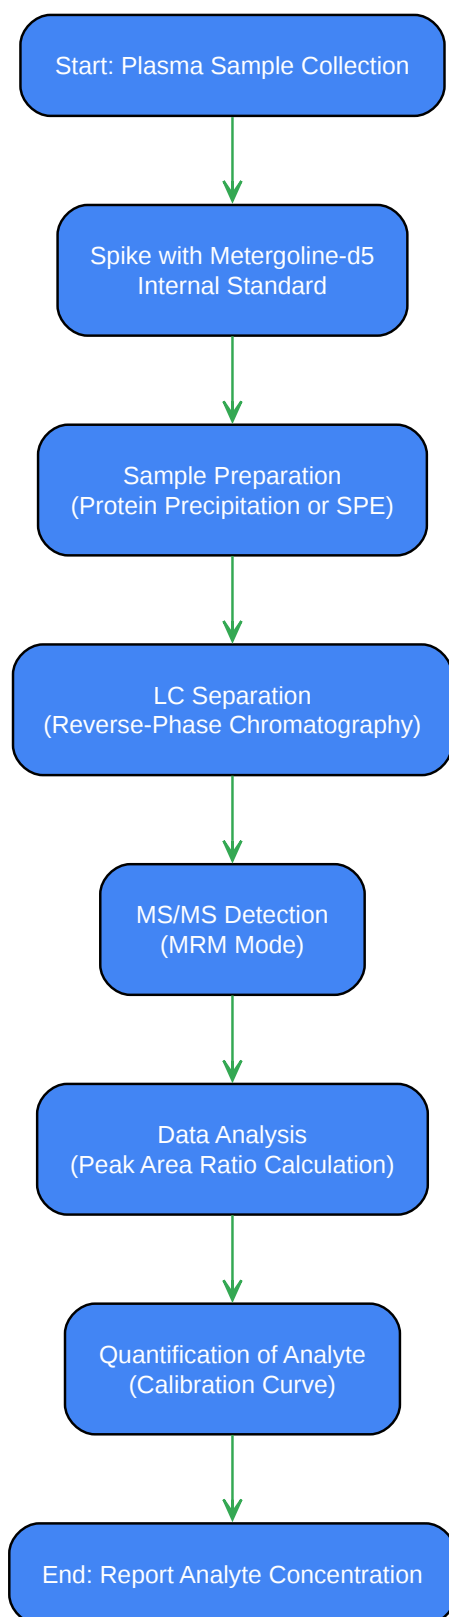 Start: Plasma Sample Collection
Spike with Metergoline-d5
Internal Standard
Sample Preparation
(Protein Precipitation or SPE)
LC Separation
(Reverse-Phase Chromatography)
MS/MS Detection
(MRM Mode)
Data Analysis
(Peak Area Ratio Calculation)
Quantification of Analyte
(Calibration Curve)
End: Report Analyte Concentration